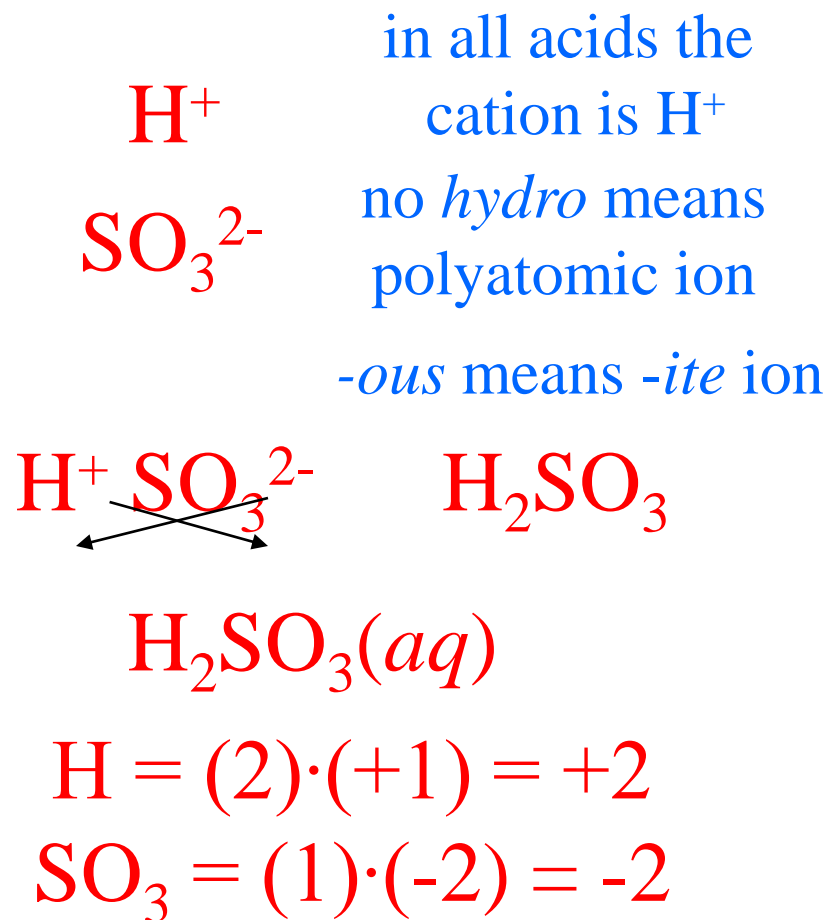 in all acids the
H⁺ cation is H⁺
no hydro means
SO₃²⁻ polyatomic ion
-ous means -ite ion
H⁺ SO₃²⁻ H₂SO₃
H₂SO₃(aq)
H = (2)·(+1) = +2
SO₃ = (1)·(-2) = -2